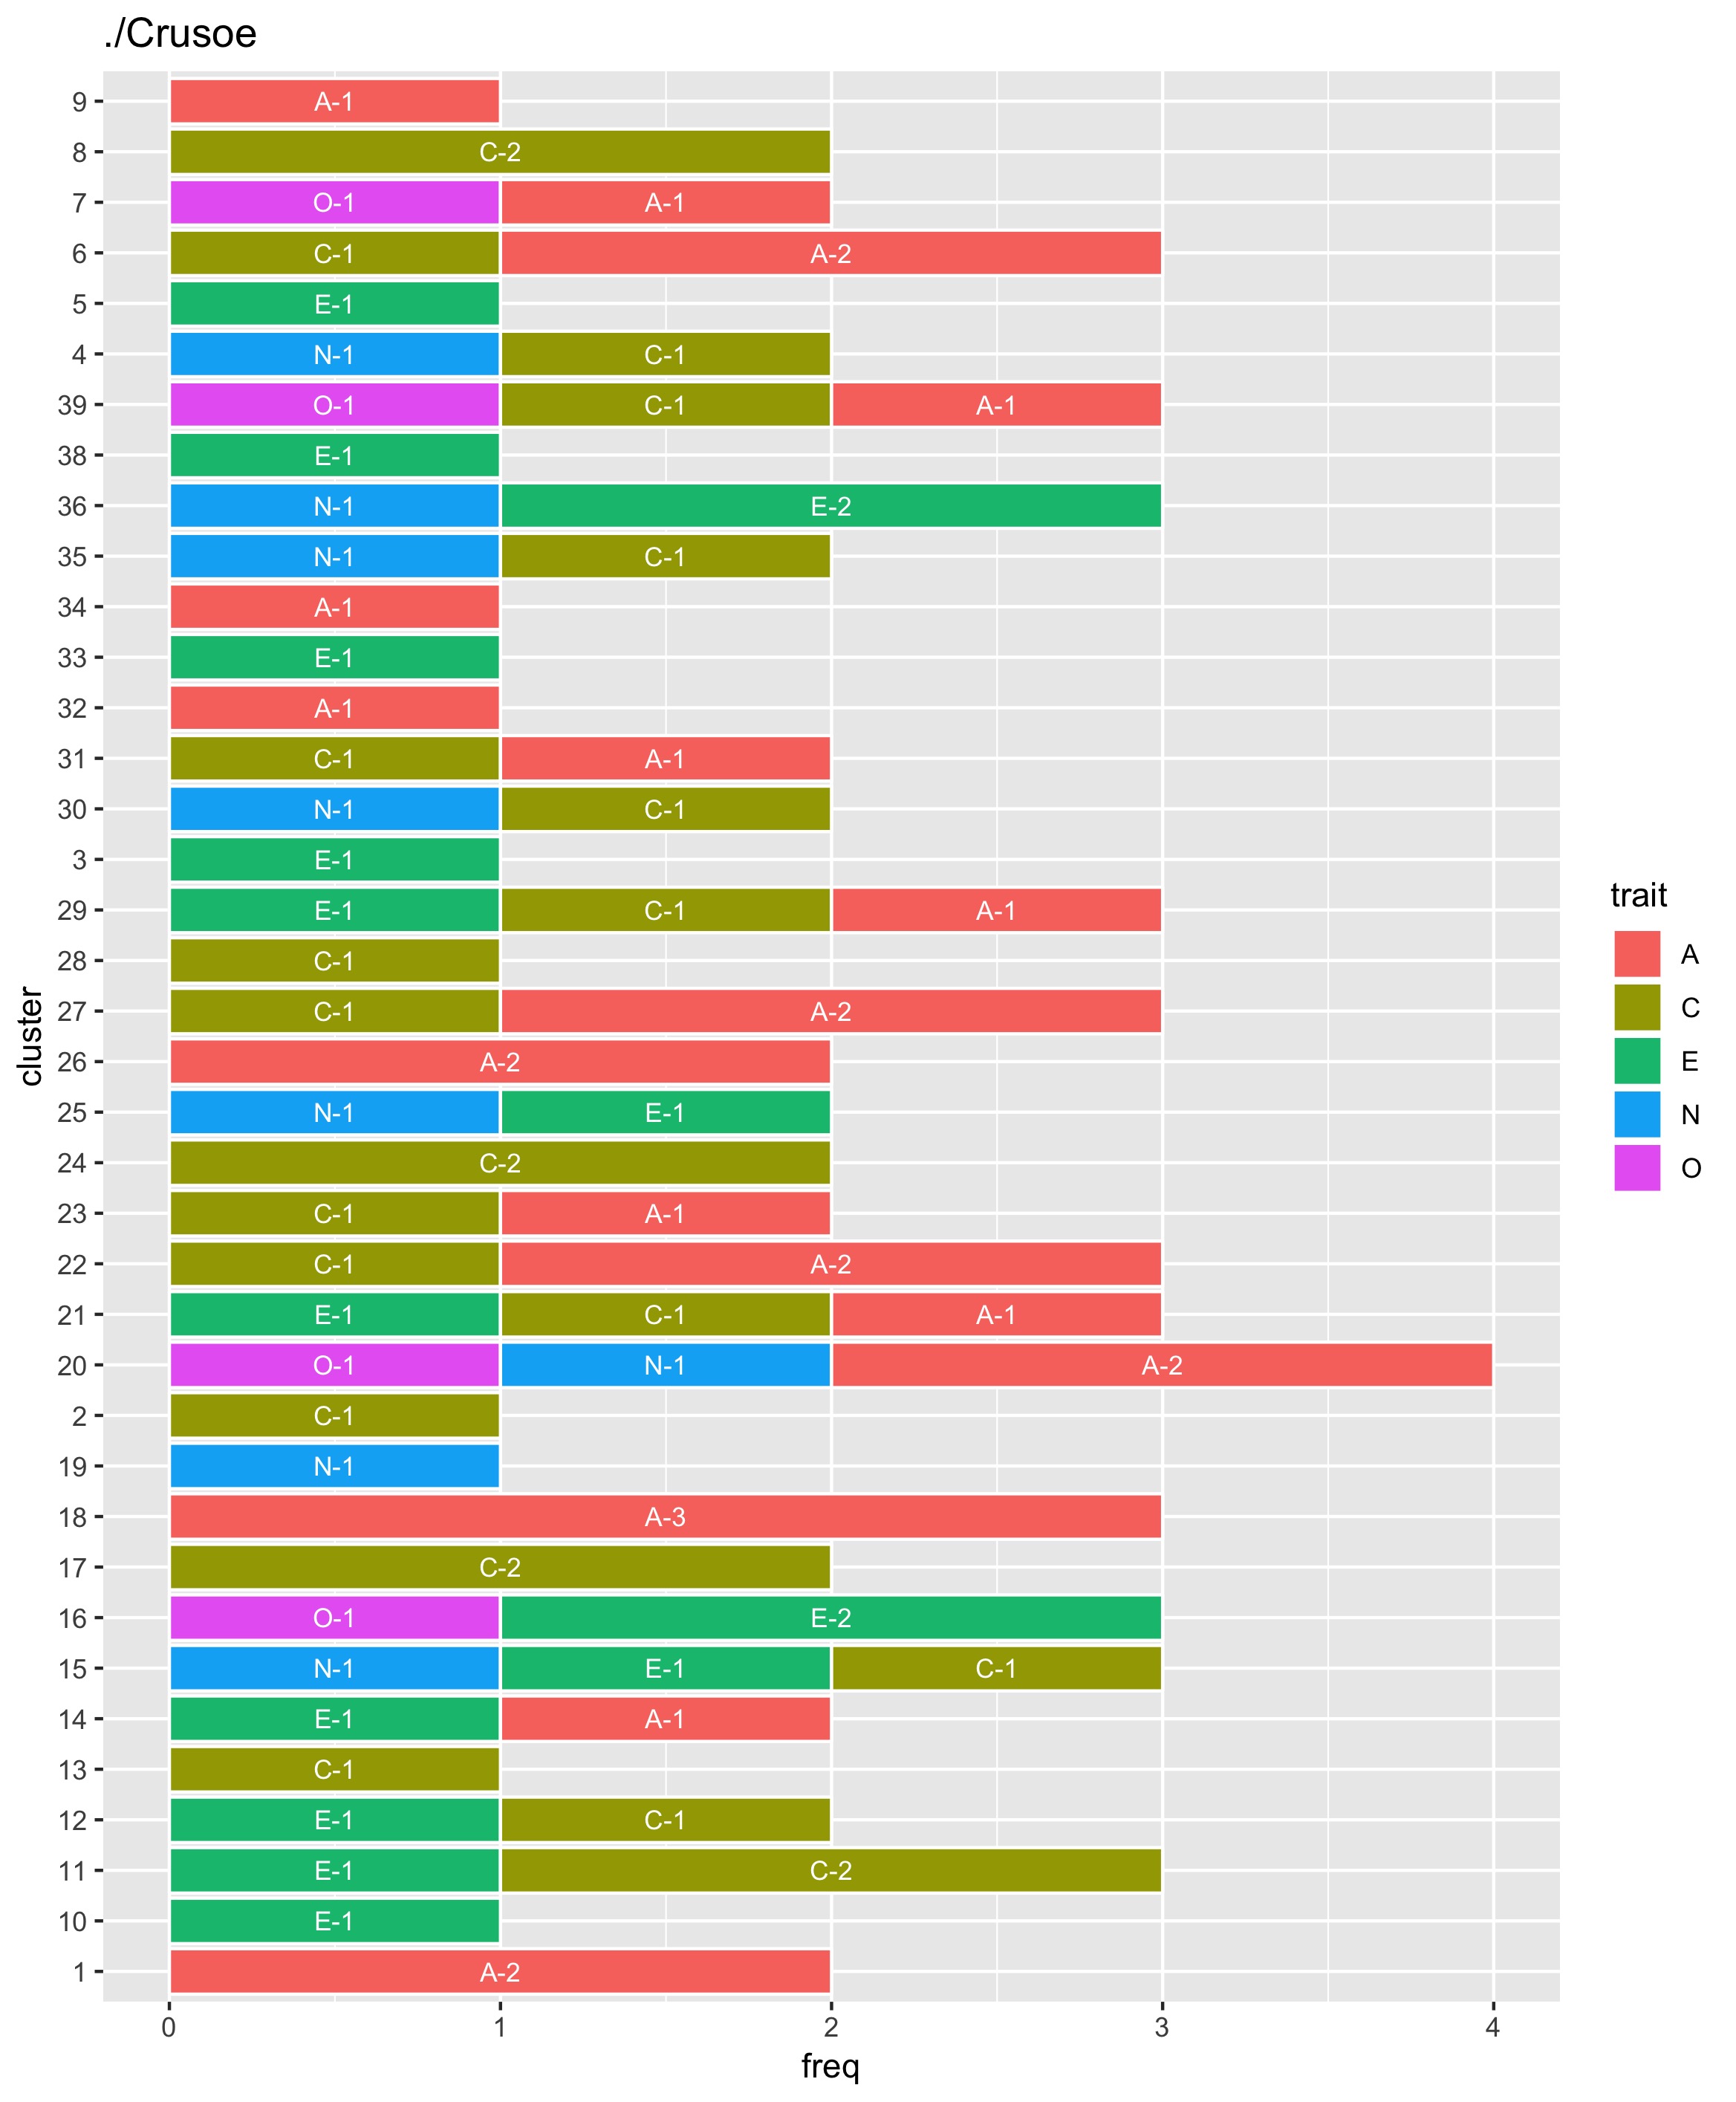 ./Crusoe
9 A-1
8 C-2
7 O-1 A-1
6 C-1 A-2
5 E-1
4 N-1 C-1
39 O-1 C-1 A-1
38 E-1
36 N-1 E-2
35 N-1 C-1
34 A-1
33 E-1
32 A-1
31 C-1 A-1
30 N-1 C-1
3 E-1
29 E-1 C-1 A-1
28 C-1
27 C-1 A-2
26 A-2
25 N-1 E-1
24 C-2
23 C-1 A-1
22 C-1 A-2
21 E-1 C-1 A-1
20 O-1 N-1 A-2
2 C-1
19 N-1
18 A-3
17 C-2
16 O-1 E-2
15 N-1 E-1 C-1
14 E-1 A-1
13 C-1
12 E-1 C-1
11 E-1 C-2
10 E-1
1 A-2
0 1 2 3 4
freq
cluster
trait
A
C
E
N
O